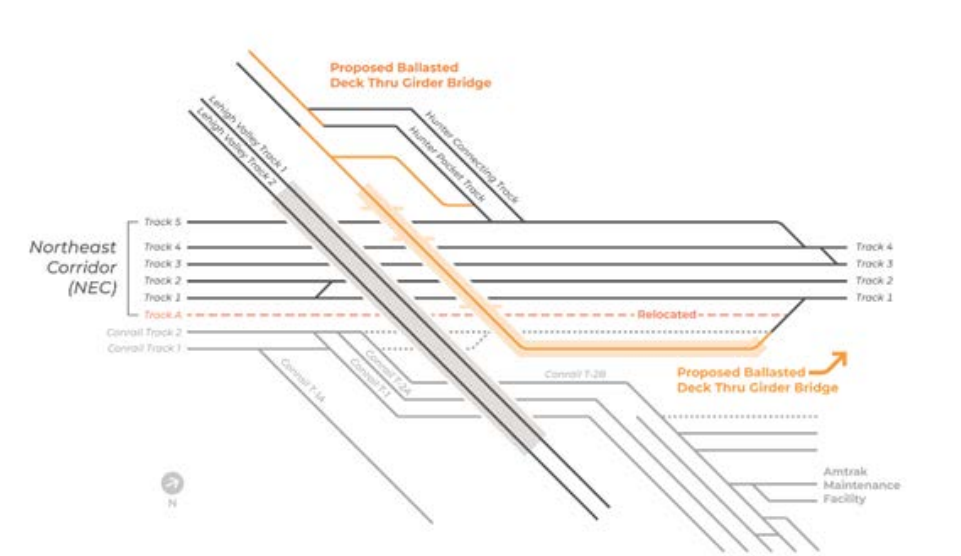 Proposed Ballasted
Deck Thru Girder Bridge
Lehigh Valley Track 1
Lehigh Valley Track 2
Hunter Connecting Track
Hunter Pocket Track
Northeast
Corridor
(NEC)
Track 5
Track 4
Track 3
Track 2
Track 1
Track A
Relocated
Track 4
Track 3
Track 2
Track 1
Conrail Track 2
Conrail Track 1
Conrail T-1A
Conrail T-1
Conrail T-2A
Conrail T-2B
Proposed Ballasted
Deck Thru Girder Bridge
Amtrak
Maintenance
Facility
N